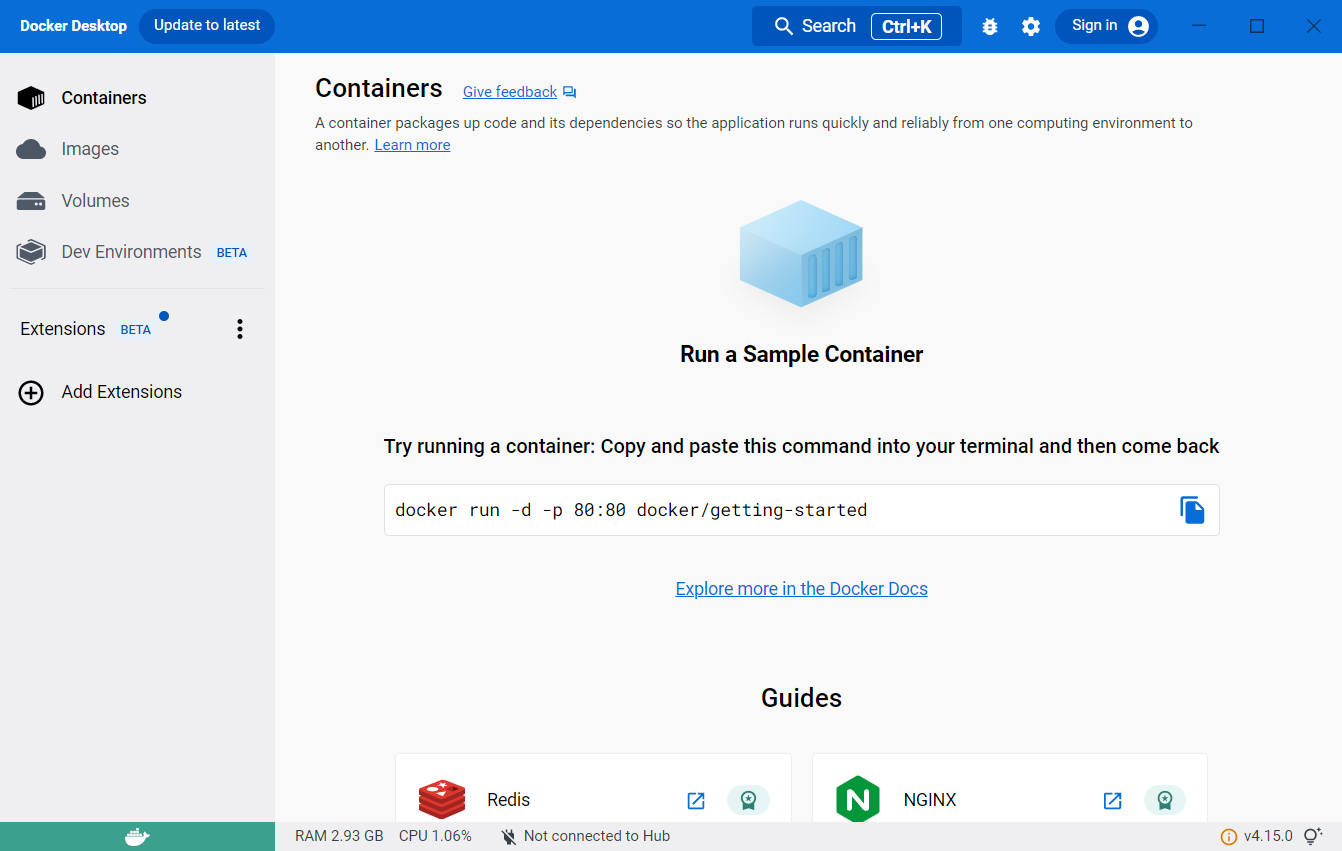 Docker Desktop
Update to latest
Search
Ctrl+K
Sign in
Containers
Images
Volumes
Dev Environments BETA
Extensions BETA
Add Extensions
Containers
Give feedback
A container packages up code and its dependencies so the application runs quickly and reliably from one computing environment to
another. Learn more
Run a Sample Container
Try running a container: Copy and paste this command into your terminal and then come back
docker run -d -p 80:80 docker/getting-started
Explore more in the Docker Docs
Guides
Redis
NGINX
RAM 2.93 GB CPU 1.06% Not connected to Hub
v4.15.0